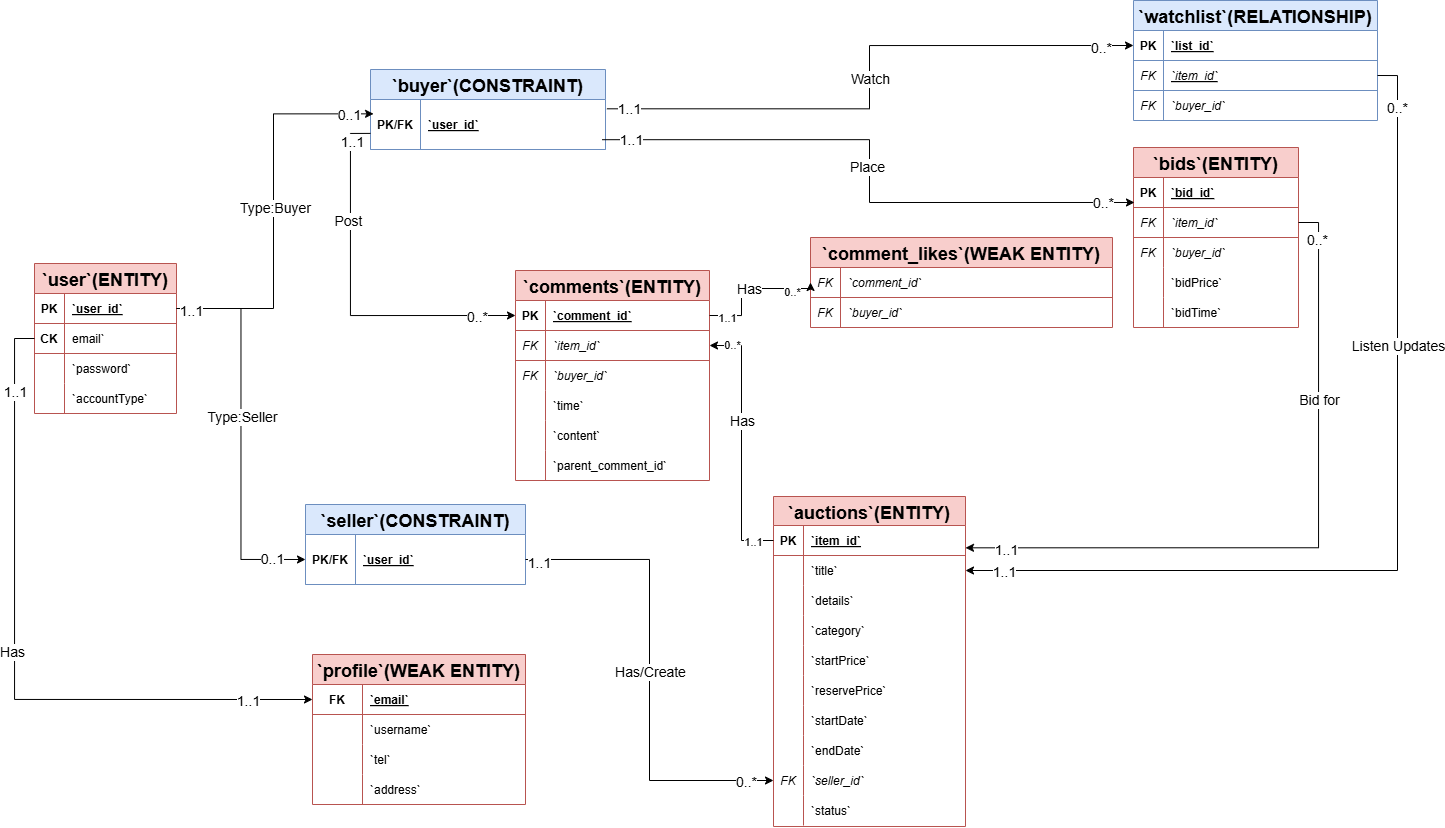 `watchlist`(RELATIONSHIP)
PK `list_id`
FK `item_id`
FK `buyer_id`
0..*
0..*
Watch
`buyer`(CONSTRAINT)
PK/FK `user_id`
0..1
1..1
1..1
1..1
Place
0..*
`bids`(ENTITY)
PK `bid_id`
FK `item_id`
FK `buyer_id`
`bidPrice`
`bidTime`
0..*
Type:Buyer
Post
`user`(ENTITY)
PK `user_id`
CK email`
`password`
`accountType`
1..1
1..1
`comments`(ENTITY)
PK `comment_id`
FK `item_id`
FK `buyer_id`
`time`
`content`
`parent_comment_id`
0..*
1..1
Has
0..*
0..*
`comment_likes`(WEAK ENTITY)
FK `comment_id`
FK `buyer_id`
Listen Updates
Bid for
Has
Type:Seller
`seller`(CONSTRAINT)
PK/FK `user_id`
0..1
1..1
1..1
`auctions`(ENTITY)
PK `item_id`
`title`
`details`
`category`
`startPrice`
`reservePrice`
`startDate`
`endDate`
FK `seller_id`
`status`
1..1
1..1
Has
Has/Create
0..*
1..1
`profile`(WEAK ENTITY)
FK `email`
`username`
`tel`
`address`